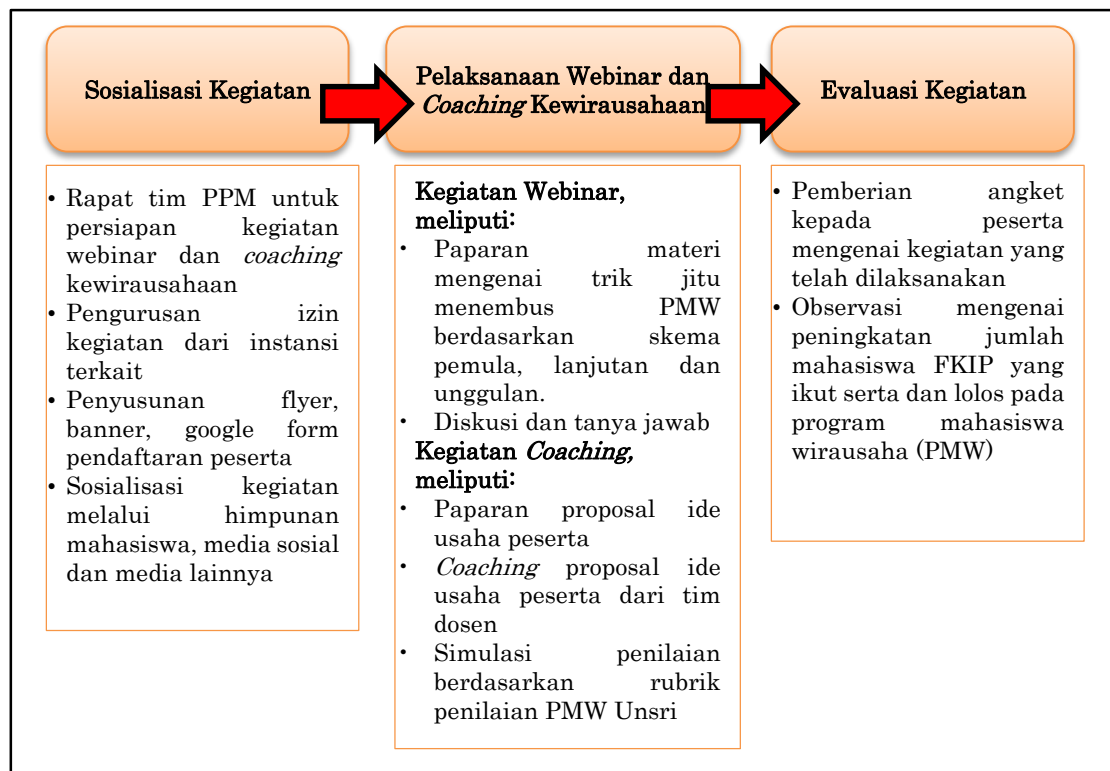 Sosialisasi Kegiatan
Pelaksanaan Webinar dan
Coaching Kewirausahaan
Evaluasi Kegiatan
• Rapat tim PPM untuk
persiapan kegiatan
webinar dan coaching
kewirausahaan
• Pengurusan izin
kegiatan dari instansi
terkait
• Penyusunan flyer,
banner, google form
pendaftaran peserta
• Sosialisasi kegiatan
melalui himpunan
mahasiswa, media sosial
dan media lainnya
Kegiatan Webinar,
meliputi:
• Paparan materi
mengenai trik jitu
menembus PMW
berdasarkan skema
pemula, lanjutan dan
unggulan.
• Diskusi dan tanya jawab
Kegiatan Coaching,
meliputi:
• Paparan proposal ide
usaha peserta
• Coaching proposal ide
usaha peserta dari tim
dosen
• Simulasi penilaian
berdasarkan rubrik
penilaian PMW Unsri
• Pemberian angket
kepada peserta
mengenai kegiatan yang
telah dilaksanakan
• Observasi mengenai
peningkatan jumlah
mahasiswa FKIP yang
ikut serta dan lolos pada
program mahasiswa
wirausaha (PMW)